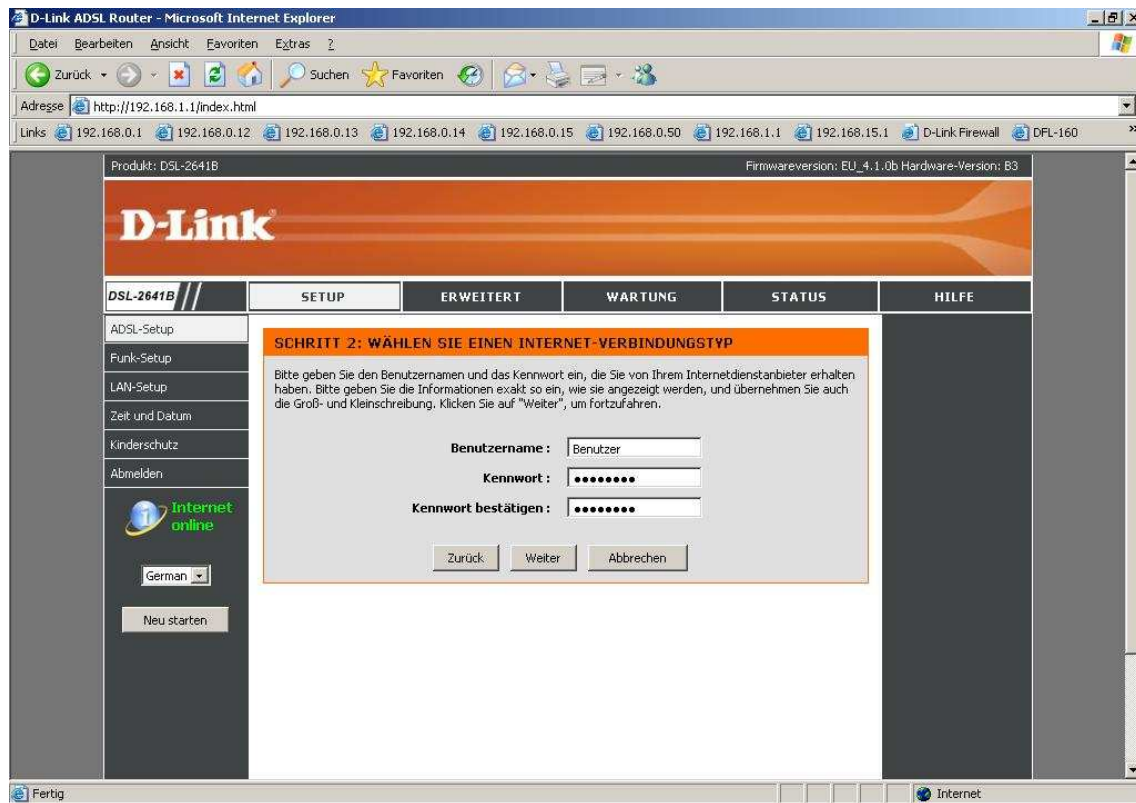 D-Link ADSL Router - Microsoft Internet Explorer
Datei Bearbeiten Ansicht Favoriten Extras ?
Zurück Suchen Favoriten
Adresse http://192.168.1.1/index.html
Links 192.168.0.1 192.168.0.12 192.168.0.13 192.168.0.14 192.168.0.15 192.168.0.50 192.168.1.1 192.168.15.1 D-Link Firewall DFL-160 »
Produkt: DSL-2641B Firmwareversion: EU_4.1.0b Hardware-Version: B3
D-Link®
DSL-2641B SETUP ERWEITERT WARTUNG STATUS HILFE
ADSL-Setup
Funk-Setup
LAN-Setup
Zeit und Datum
Kinderschutz
Abmelden
Internet
online
German
Neu starten
SCHRITT 2: WÄHLEN SIE EINEN INTERNET-VERBINDUNGSTYP
Bitte geben Sie den Benutzernamen und das Kennwort ein, die Sie von Ihrem Internetdienstanbieter erhalten
haben. Bitte geben Sie die Informationen exakt so ein, wie sie angezeigt werden, und übernehmen Sie auch
die Groß- und Kleinschreibung. Klicken Sie auf "Weiter", um fortzufahren.
Benutzername : Benutzer
Kennwort : ●●●●●●●●
Kennwort bestätigen : ●●●●●●●●
Zurück Weiter Abbrechen
Fertig Internet